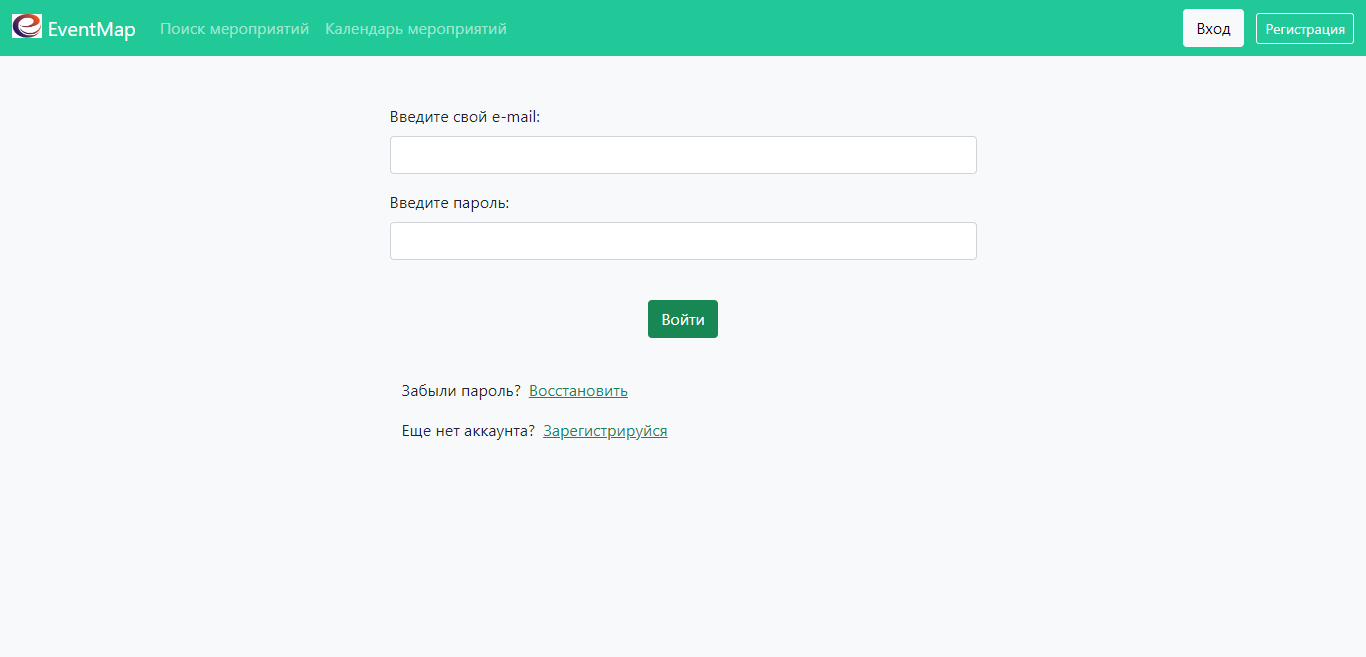 EventMap Поиск мероприятий Календарь мероприятий Вход Регистрация
Введите свой e-mail:
Введите пароль:
Войти
Забыли пароль? Восстановить
Еще нет аккаунта? Зарегистрируйся